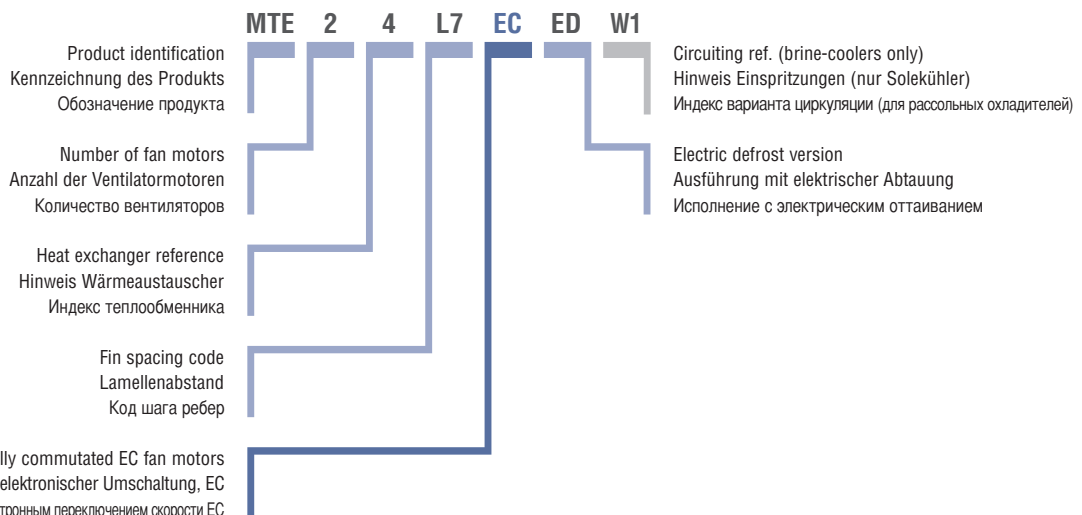 MTE 2 4 L7 EC ED W1
Product identification
Kennzeichnung des Produkts
Обозначение продукта
Number of fan motors
Anzahl der Ventilatormotoren
Количество вентиляторов
Heat exchanger reference
Hinweis Wärmeaustauscher
Индекс теплообменника
Fin spacing code
Lamellenabstand
Код шага ребер
commutated EC fan motors
elektronischer Umschaltung, EC
переключением скорости EC
Circuiting ref. (brine-coolers only)
Hinweis Einspritzungen (nur Solekühler)
Индекс варианта циркуляции (для рассольных охладителей)
Electric defrost version
Ausführung mit elektrischer Abtauung
Исполнение с электрическим оттаиванием